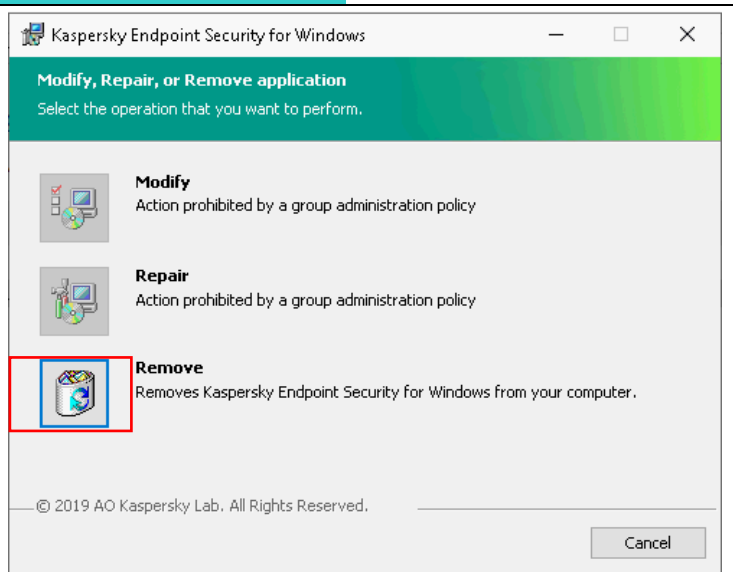 Kaspersky Endpoint Security for Windows
Modify, Repair, or Remove application
Select the operation that you want to perform.
Modify
Action prohibited by a group administration policy
Repair
Action prohibited by a group administration policy
Remove
Removes Kaspersky Endpoint Security for Windows from your computer.
© 2019 AO Kaspersky Lab. All Rights Reserved.
Cancel